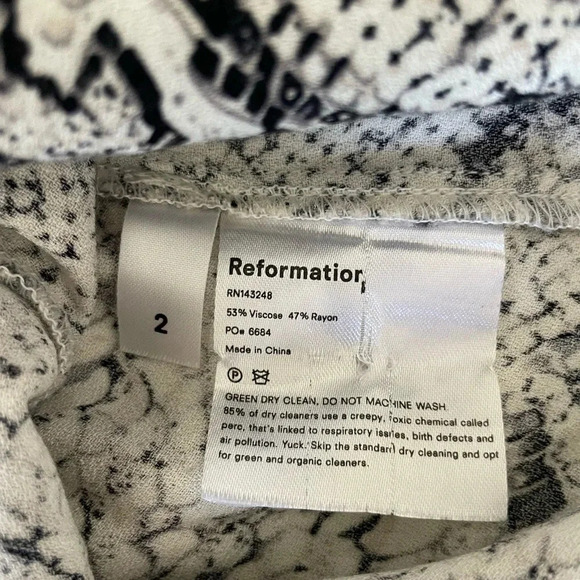 2
Reformation
RN143248
53% Viscose 47% Rayon
PO# 6684
Made in China
P
GREEN DRY CLEAN, DO NOT MACHINE WASH
85% of dry cleaners use a creepy, toxic chemical called
perc, that's linked to respiratory issues, birth defects and
air pollution. Yuck. Skip the standard dry cleaning and opt
for green and organic cleaners.